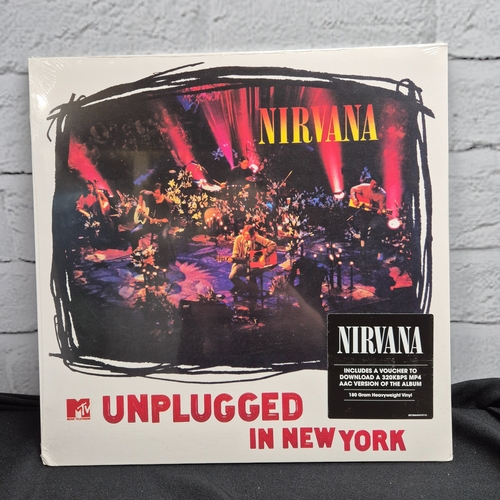 NIRVANA
NIRVANA
INCLUDES A VOUCHER TO
DOWNLOAD A 320KBPS MP4
AAC VERSION OF THE ALBUM
180 Gram Heavyweight Vinyl
MTV
UNPLUGGED
IN NEW YORK